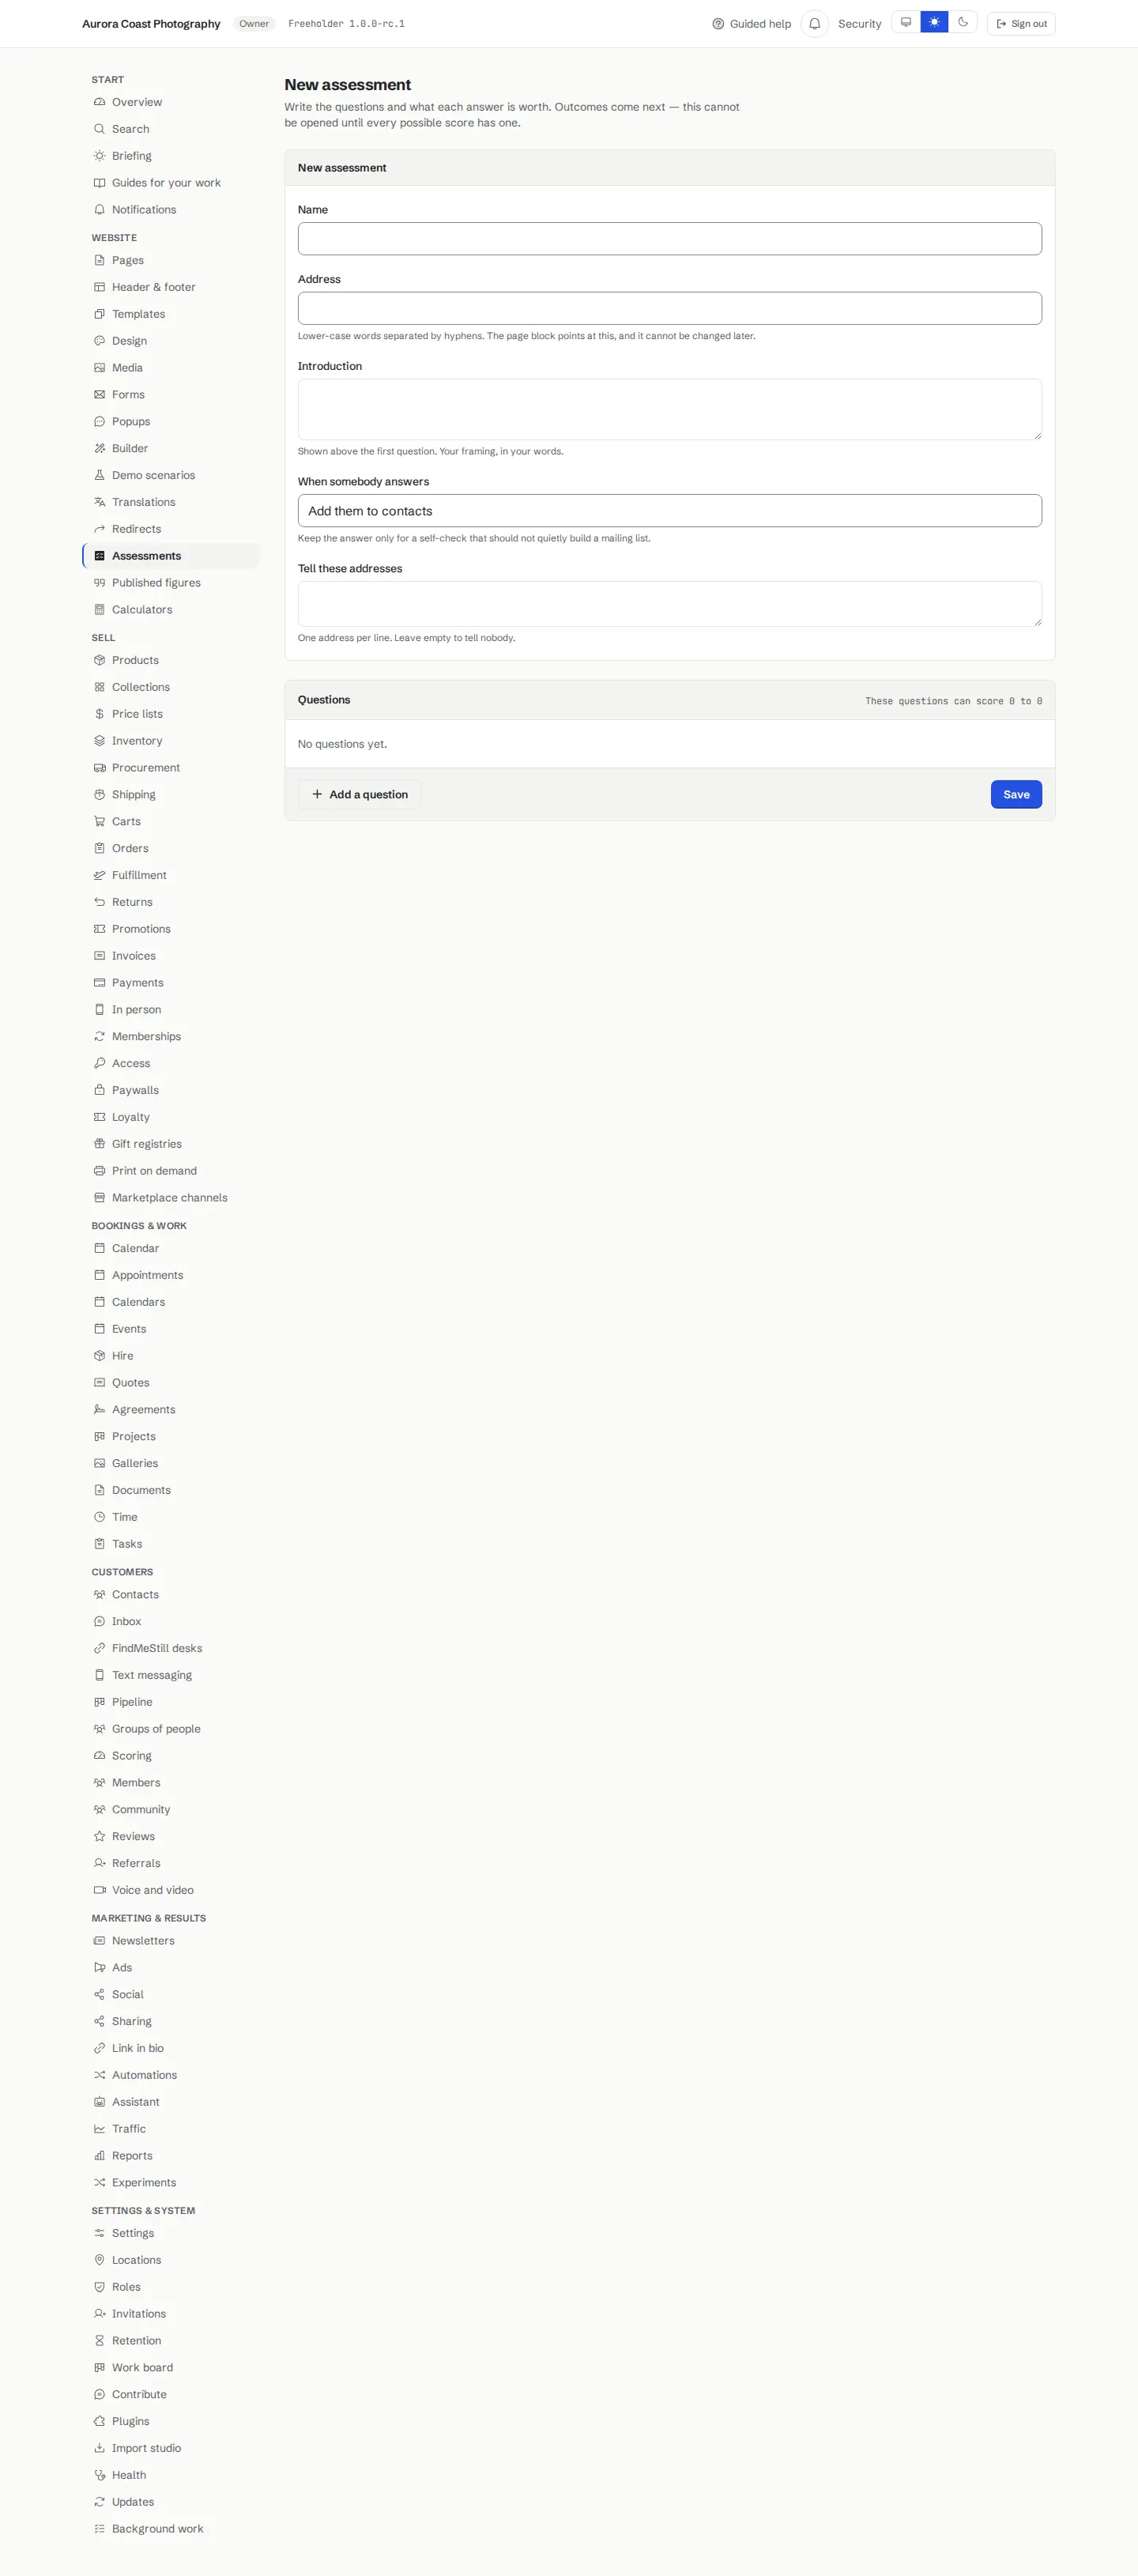 Aurora Coast Photography
Owner
Freeholder 1.0.0-rc.1
Guided help
Security
Sign out
START
Overview
Search
Briefing
Guides for your work
Notifications
WEBSITE
Pages
Header & footer
Templates
Design
Media
Forms
Popups
Builder
Demo scenarios
Translations
Redirects
Assessments
Published figures
Calculators
SELL
Products
Collections
Price lists
Inventory
Procurement
Shipping
Carts
Orders
Fulfillment
Returns
Promotions
Invoices
Payments
In person
Memberships
Access
Paywalls
Loyalty
Gift registries
Print on demand
Marketplace channels
BOOKINGS & WORK
Calendar
Appointments
Calendars
Events
Hire
Quotes
Agreements
Projects
Galleries
Documents
Time
Tasks
CUSTOMERS
Contacts
Inbox
FindMeStill desks
Text messaging
Pipeline
Groups of people
Scoring
Members
Community
Reviews
Referrals
Voice and video
MARKETING & RESULTS
Newsletters
Ads
Social
Sharing
Link in bio
Automations
Assistant
Traffic
Reports
Experiments
SETTINGS & SYSTEM
Settings
Locations
Roles
Invitations
Retention
Work board
Contribute
Plugins
Import studio
Health
Updates
Background work
New assessment
Write the questions and what each answer is worth. Outcomes come next — this cannot
be opened until every possible score has one.
New assessment
Name
Address
Lower-case words separated by hyphens. The page block points at this, and it cannot be changed later.
Introduction
Shown above the first question. Your framing, in your words.
When somebody answers
Add them to contacts
Keep the answer only for a self-check that should not quietly build a mailing list.
Tell these addresses
One address per line. Leave empty to tell nobody.
Questions
These questions can score 0 to 0
No questions yet.
Add a question
Save